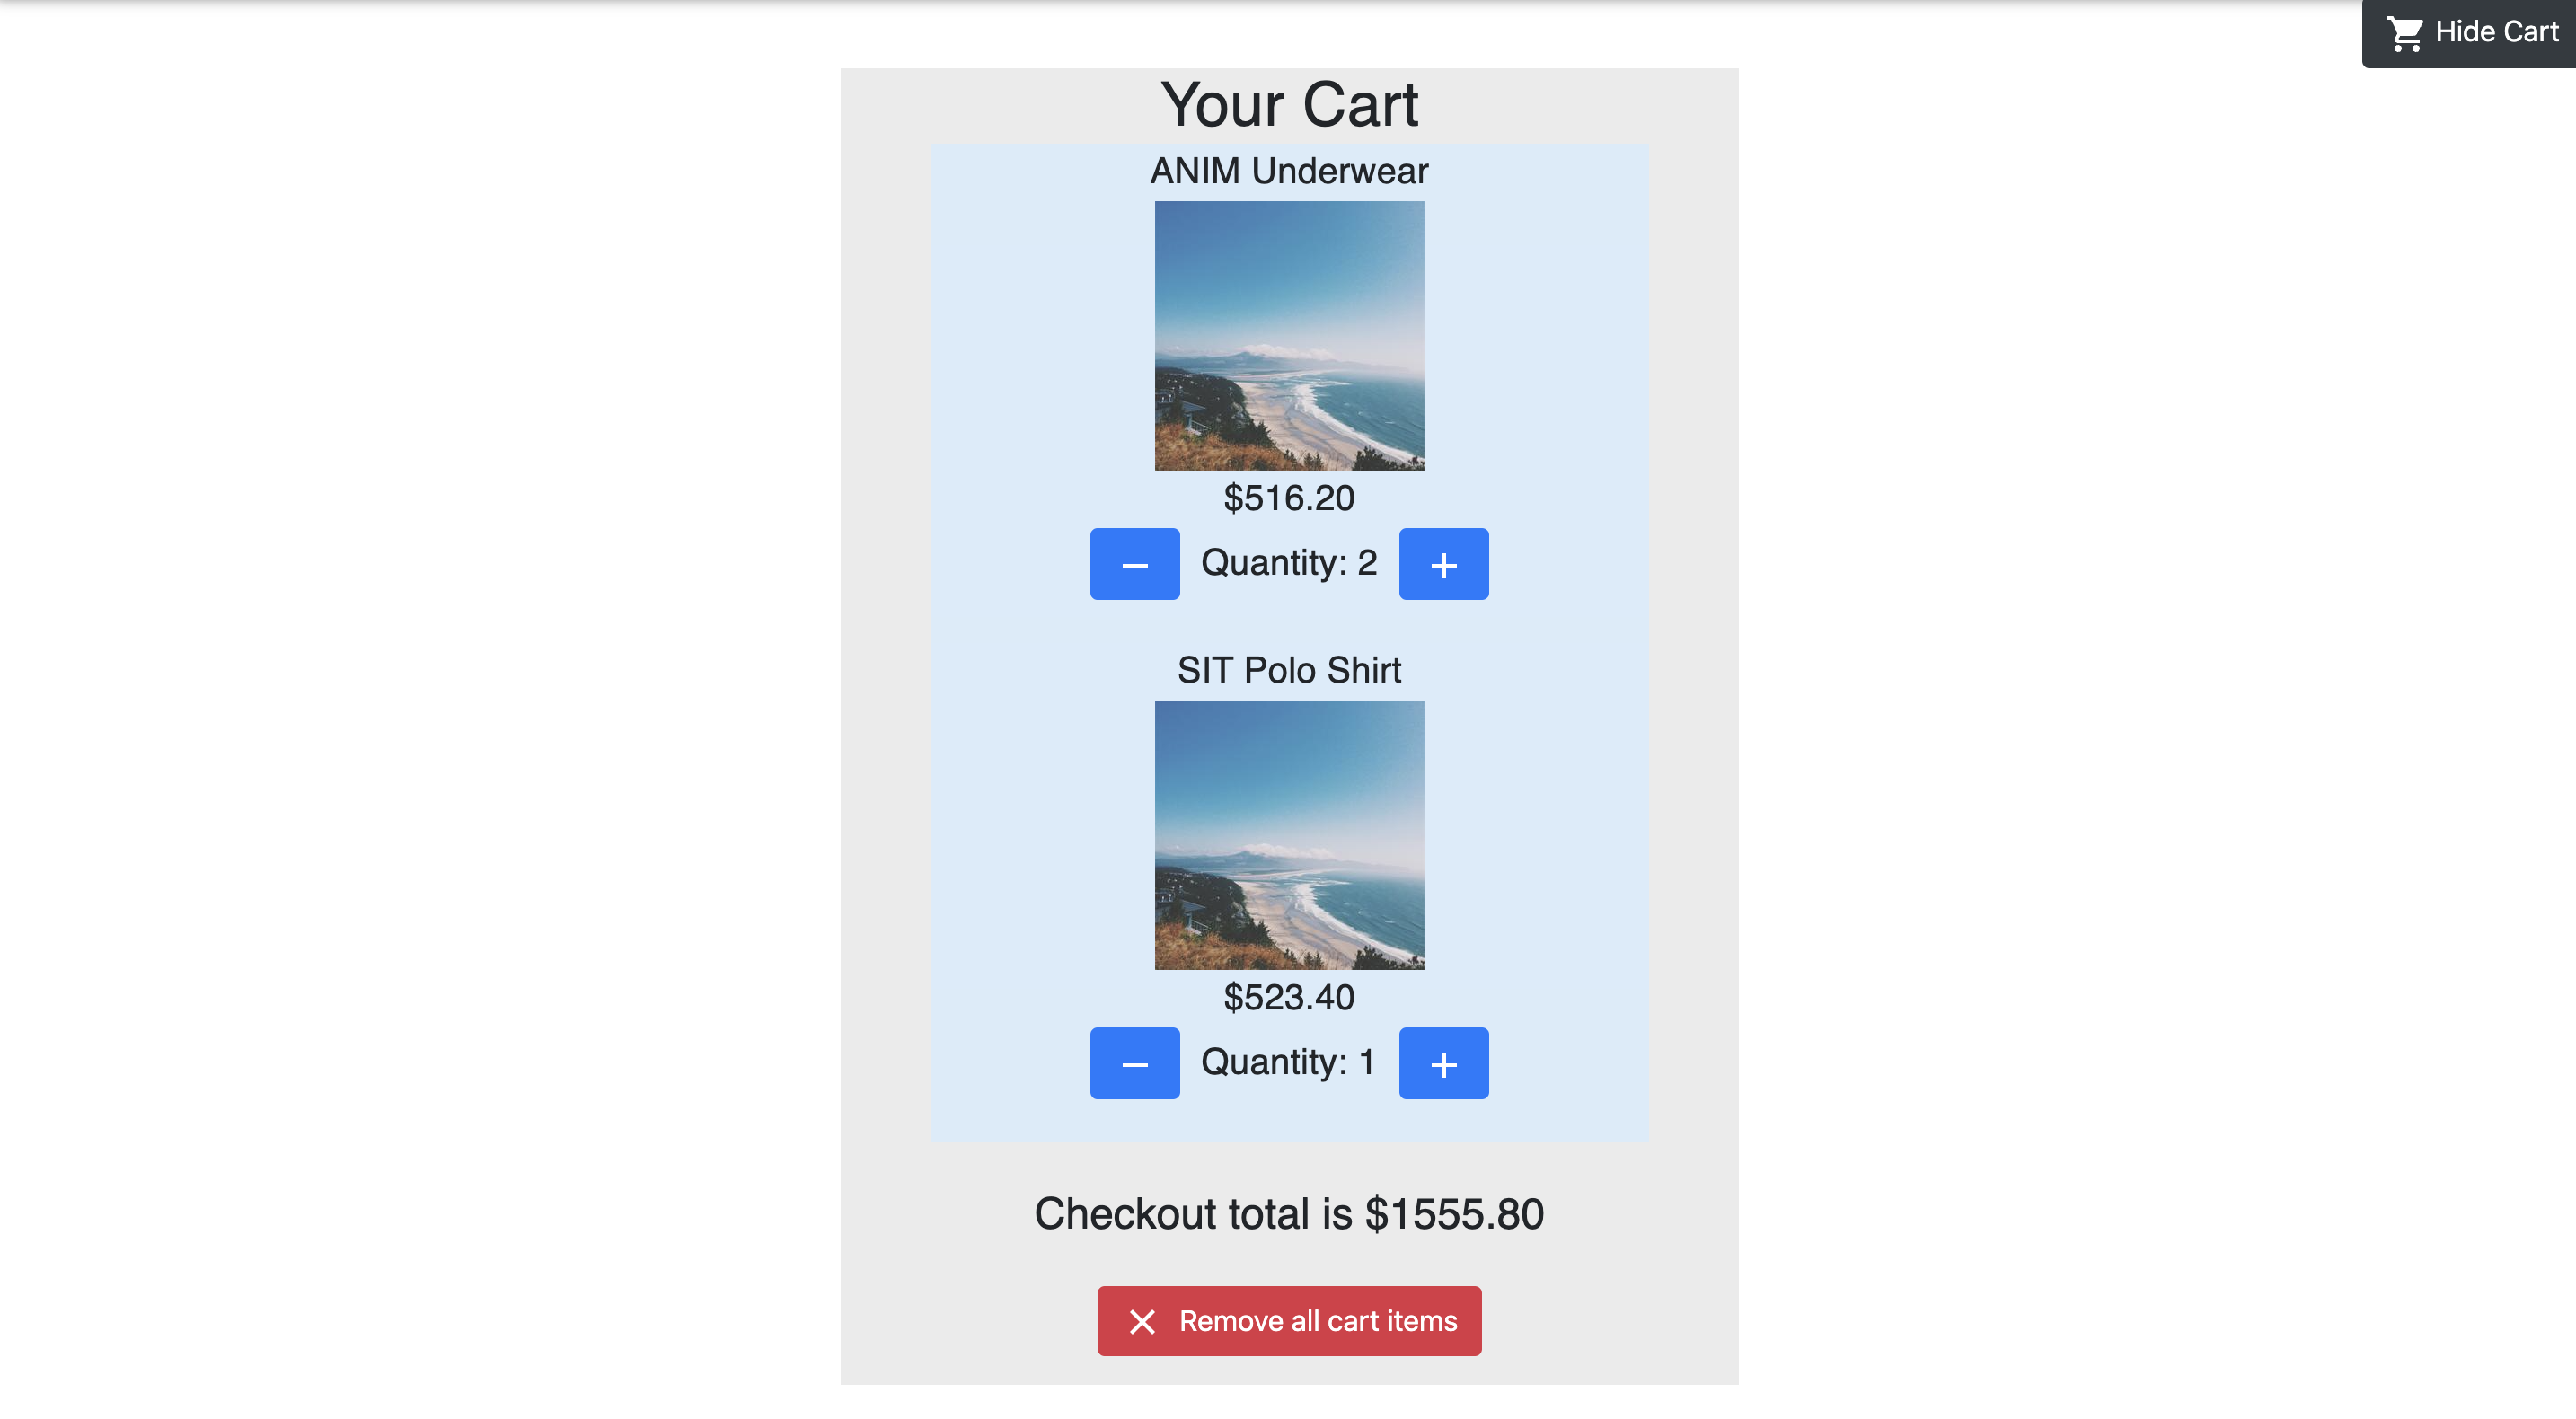 Hide Cart
Your Cart
ANIM Underwear
$516.20
Quantity: 2
SIT Polo Shirt
$523.40
Quantity: 1
Checkout total is $1555.80
Remove all cart items